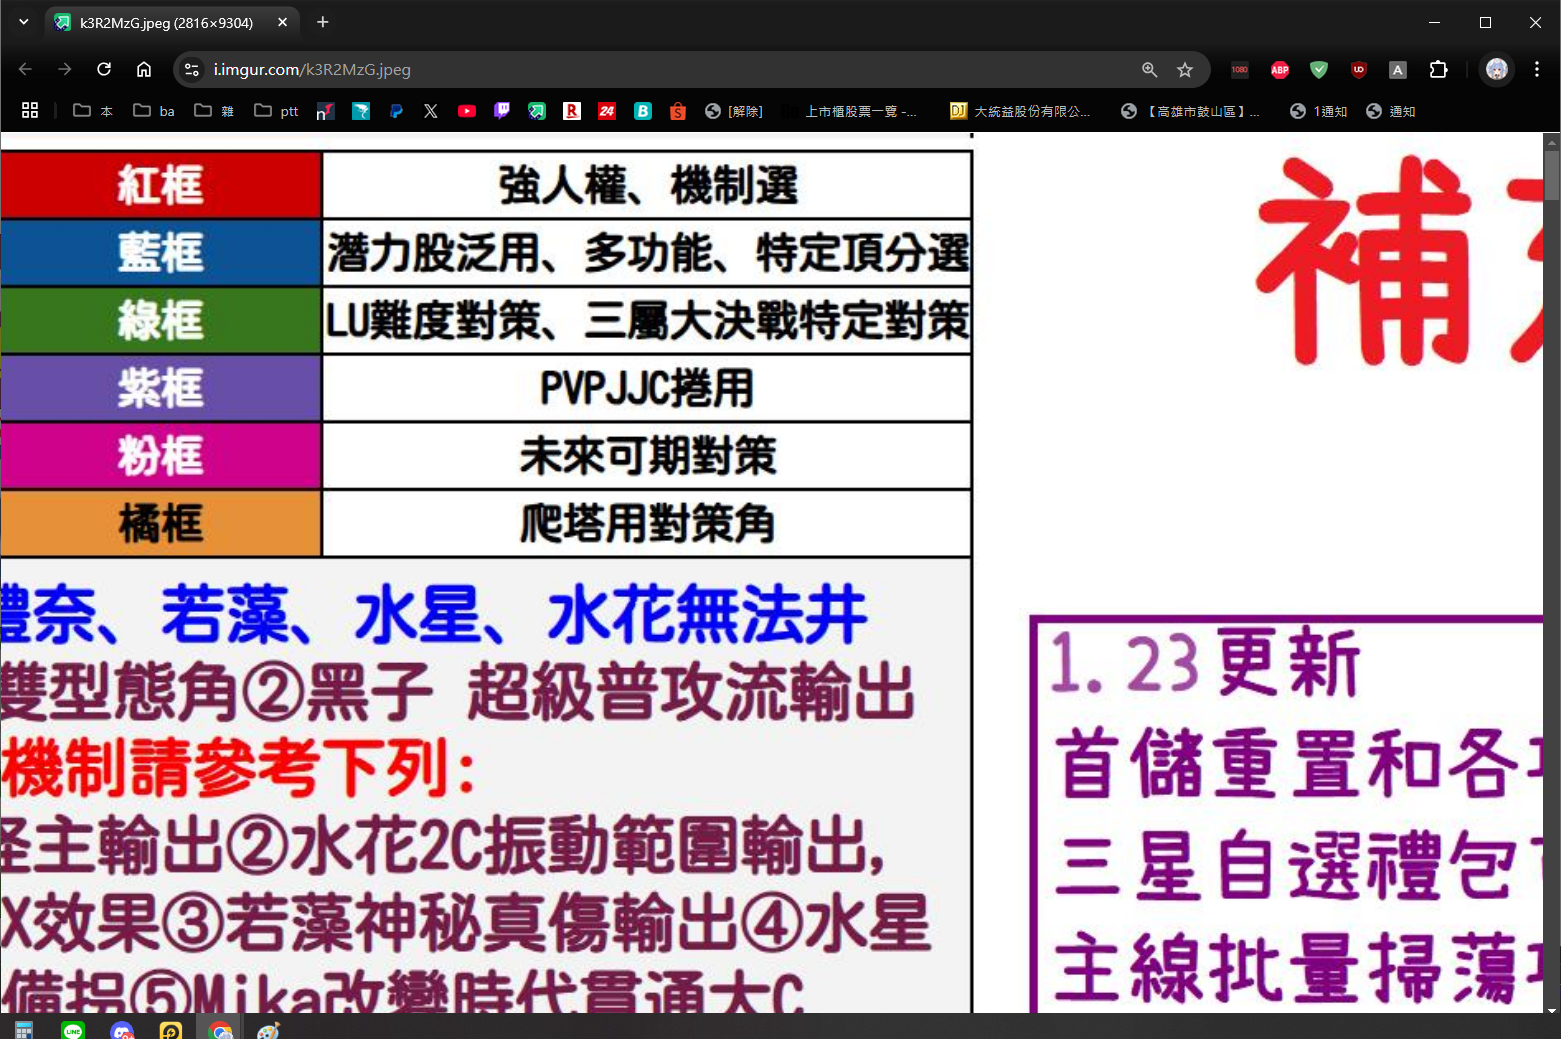 k3R2MzG.jpeg (2816×9304)
i.imgur.com/k3R2MzG.jpeg
1080
ABP
A
本
ba
雜
ptt
24
[解除]
上市櫃股票一覽 -...
DJ
大統益股份有限公...
【高雄市鼓山區】...
1通知
通知
紅框 強人權、機制選
藍框 潛力股泛用、多功能、特定頂分選
綠框 LU難度對策、三屬大決戰特定對策
紫框 PVPJJC捲用
粉框 未來可期對策
橘框 爬塔用對策角
補
禮奈、若藻、水星、水花無法井
雙型態角②黑子 超級普攻流輸出
機制請參考下列:
主輸出②水花2C振動範圍輸出,
X效果③若藻神秘真傷輸出④水星
備拐⑤Mika改變時代貫通大C
1.23更新
首儲重置和各
三星自選禮包
主線批量掃蕩
LINE